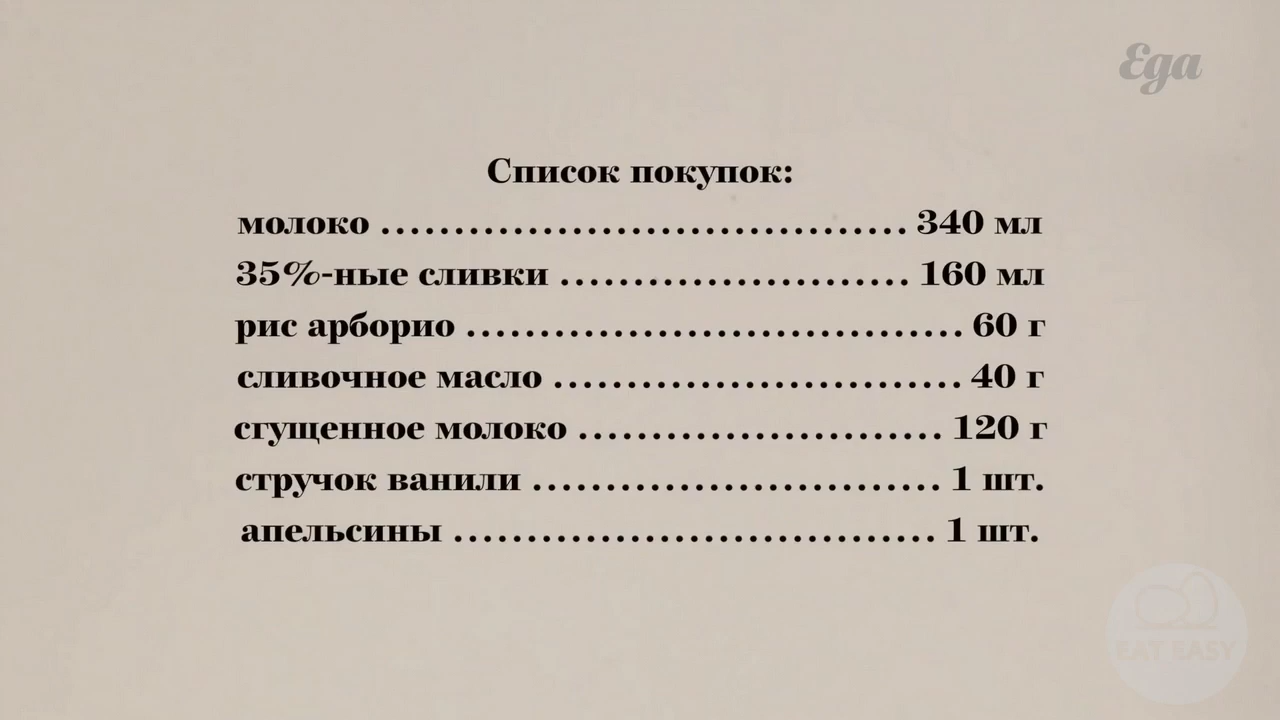 Еда
Список покупок:
молоко .................................... 340 мл
35%-ные сливки ........................ 160 мл
рис арборио .................................. 60 г
сливочное масло ............................ 40 г
сгущенное молоко ......................... 120 г
стручок ванили ............................ 1 шт.
апельсины ................................. 1 шт.
EAT EASY